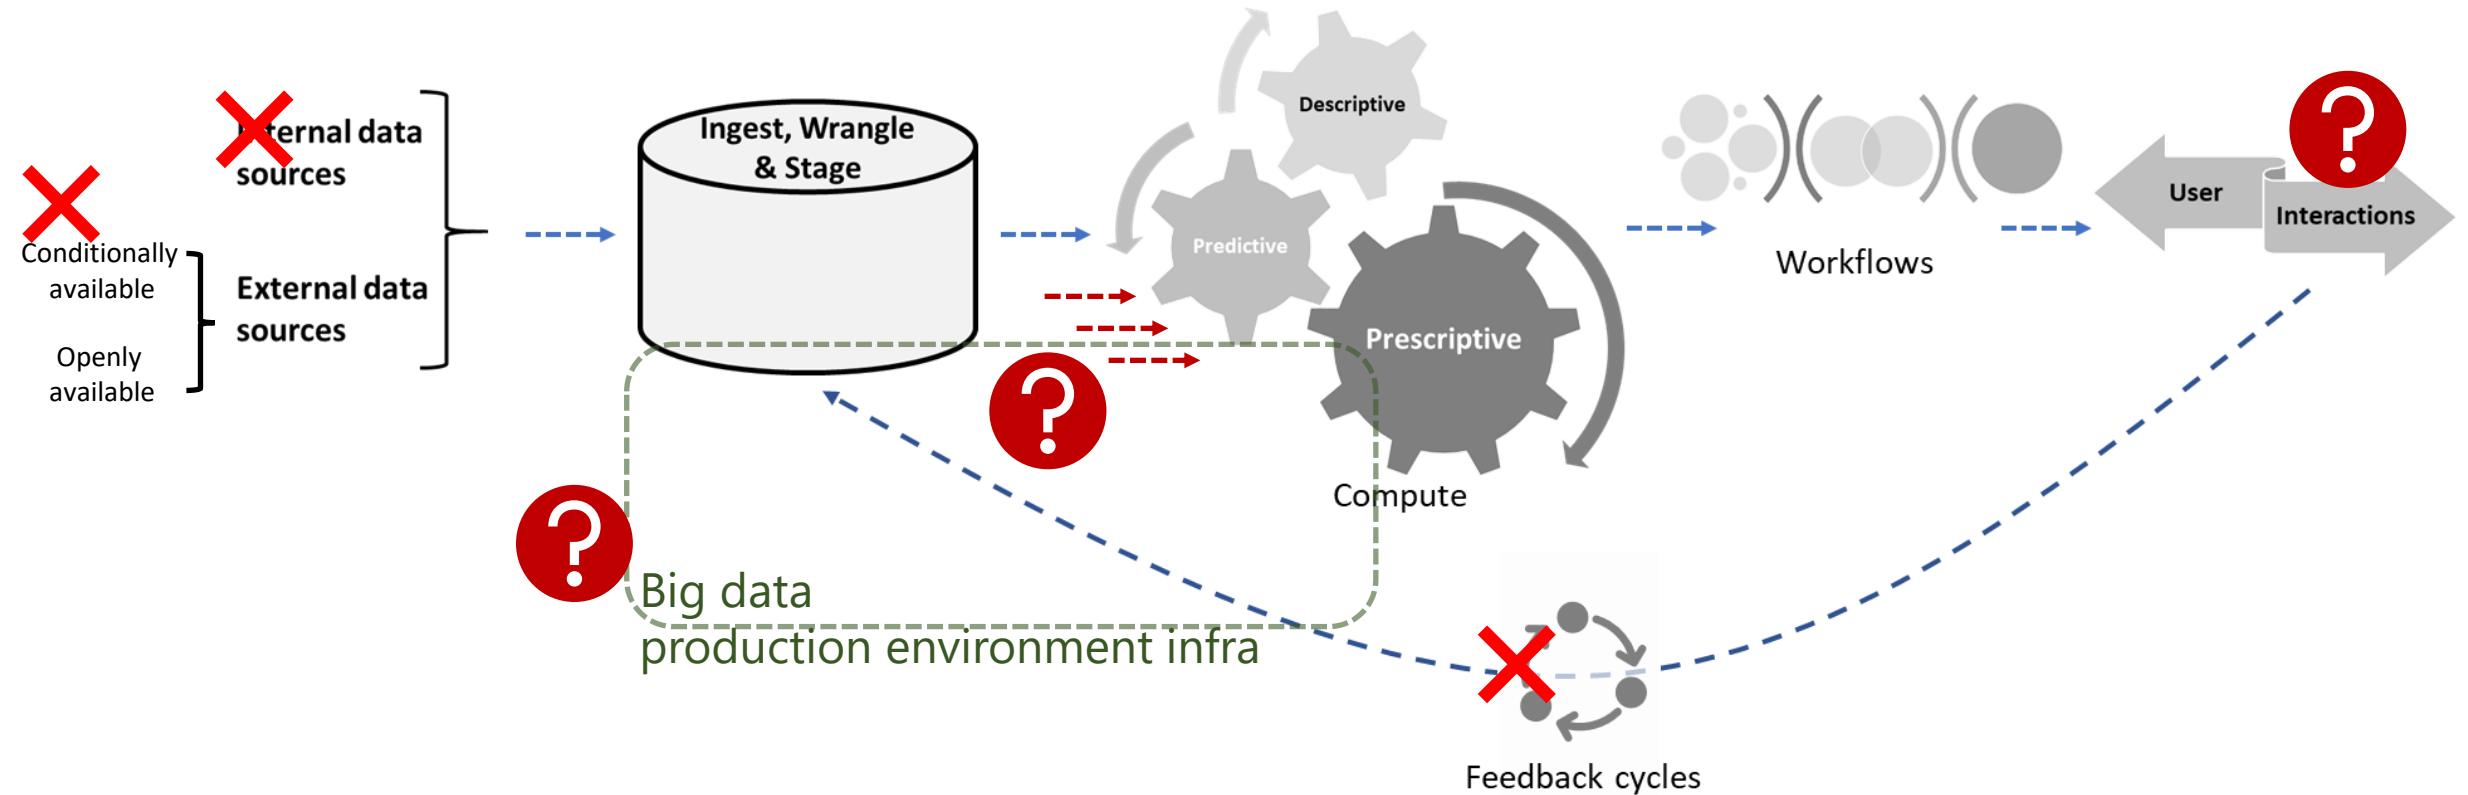 ternal data
sources
Conditionally
available
External data
sources
Openly
available
Ingest, Wrangle
& Stage
Descriptive
Predictive
Prescriptive
Compute
Workflows
User
Interactions
?
?
?
Big data
production environment infra
Feedback cycles